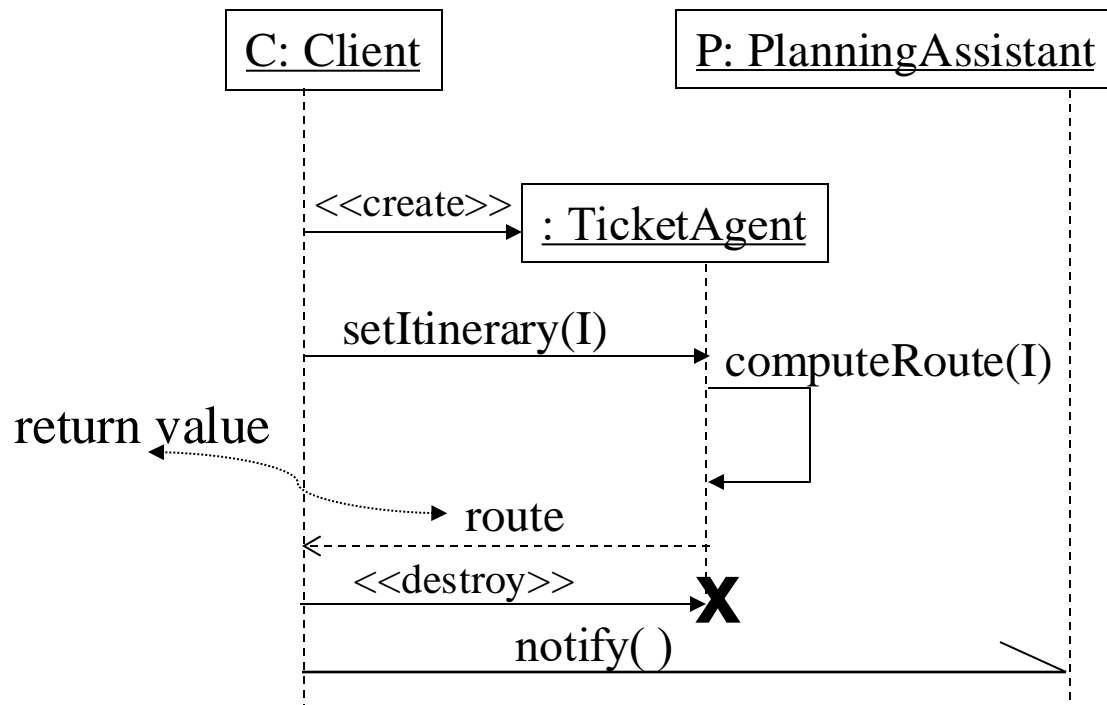 C: Client
P: PlanningAssistant
<<create>>
: TicketAgent
setItinerary(I)
computeRoute(I)
return value
route
<<destroy>>
X
notify( )